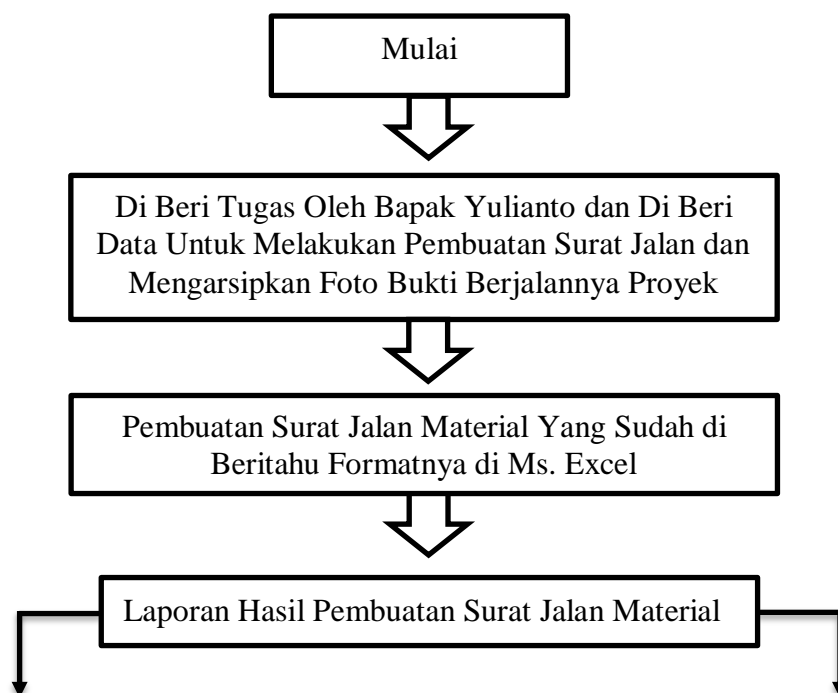 Mulai
Di Beri Tugas Oleh Bapak Yulianto dan Di Beri
Data Untuk Melakukan Pembuatan Surat Jalan dan
Mengarsipkan Foto Bukti Berjalannya Proyek
Pembuatan Surat Jalan Material Yang Sudah di
Beritahu Formatnya di Ms. Excel
Laporan Hasil Pembuatan Surat Jalan Material